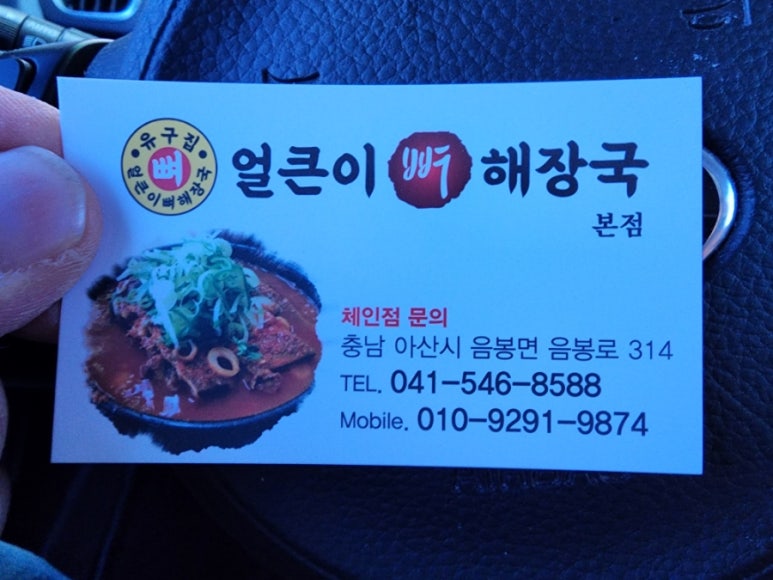 유구집
뼈
얼큰이뼈해장국
얼큰이 뼈 해장국
본점
체인점 문의
충남 아산시 음봉면 음봉로 314
TEL. 041-546-8588
Mobile. 010-9291-9874